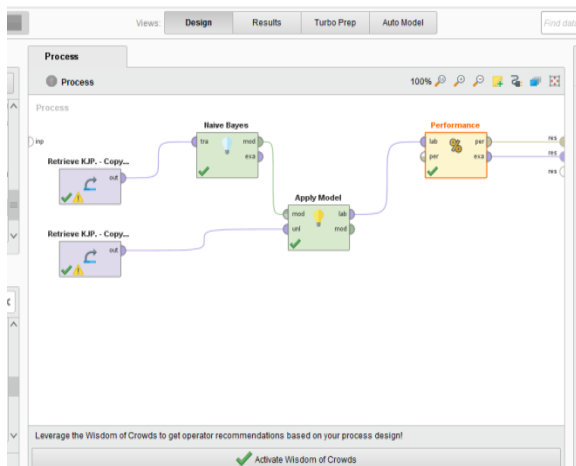 Views: Design Results Turbo Prep Auto Model Find data
Process
Process 100%
Process
inp
Naive Bayes
tra mod
exa
Retrieve KJP. - Copy...
out
Retrieve KJP. - Copy...
out
Apply Model
mod lab
unl mod
Performance
lab per
per exa
res
res
res
Leverage the Wisdom of Crowds to get operator recommendations based on your process design!
Activate Wisdom of Crowds